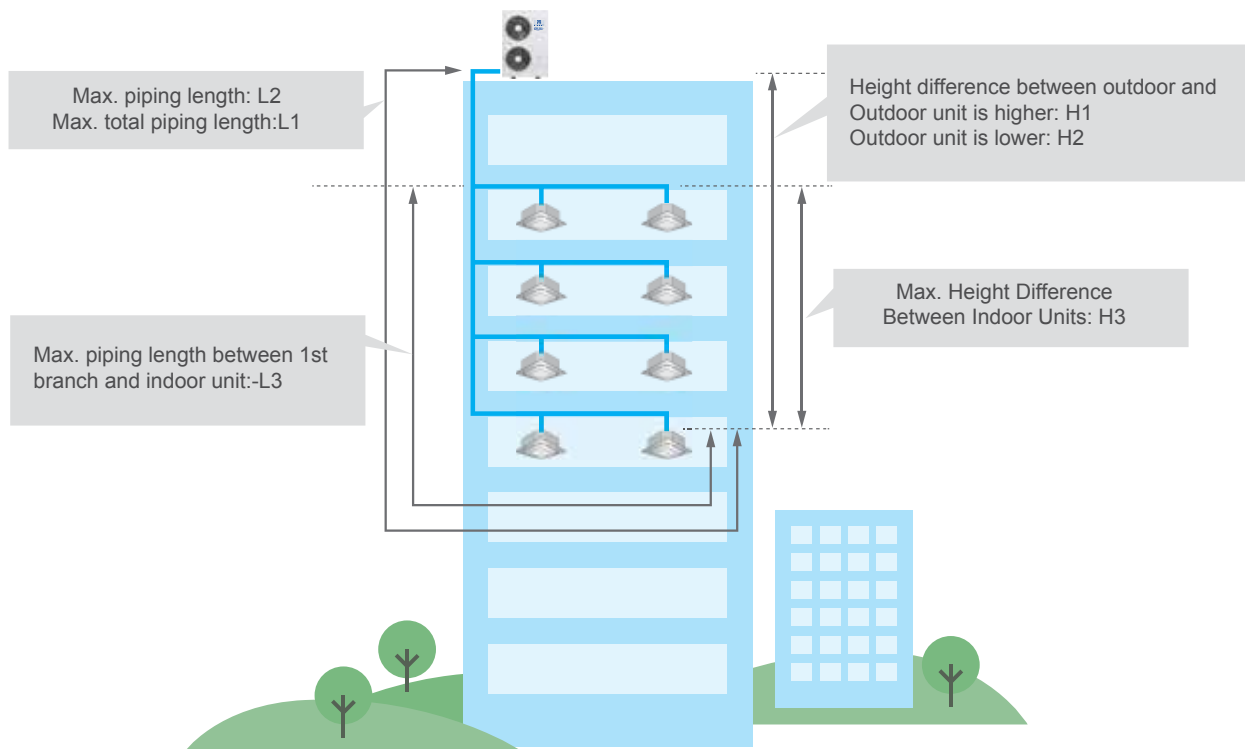 Max. piping length: L2
Max. total piping length:L1
Height difference between outdoor and
Outdoor unit is higher: H1
Outdoor unit is lower: H2
Max. Height Difference
Between Indoor Units: H3
Max. piping length between 1st
branch and indoor unit:-L3